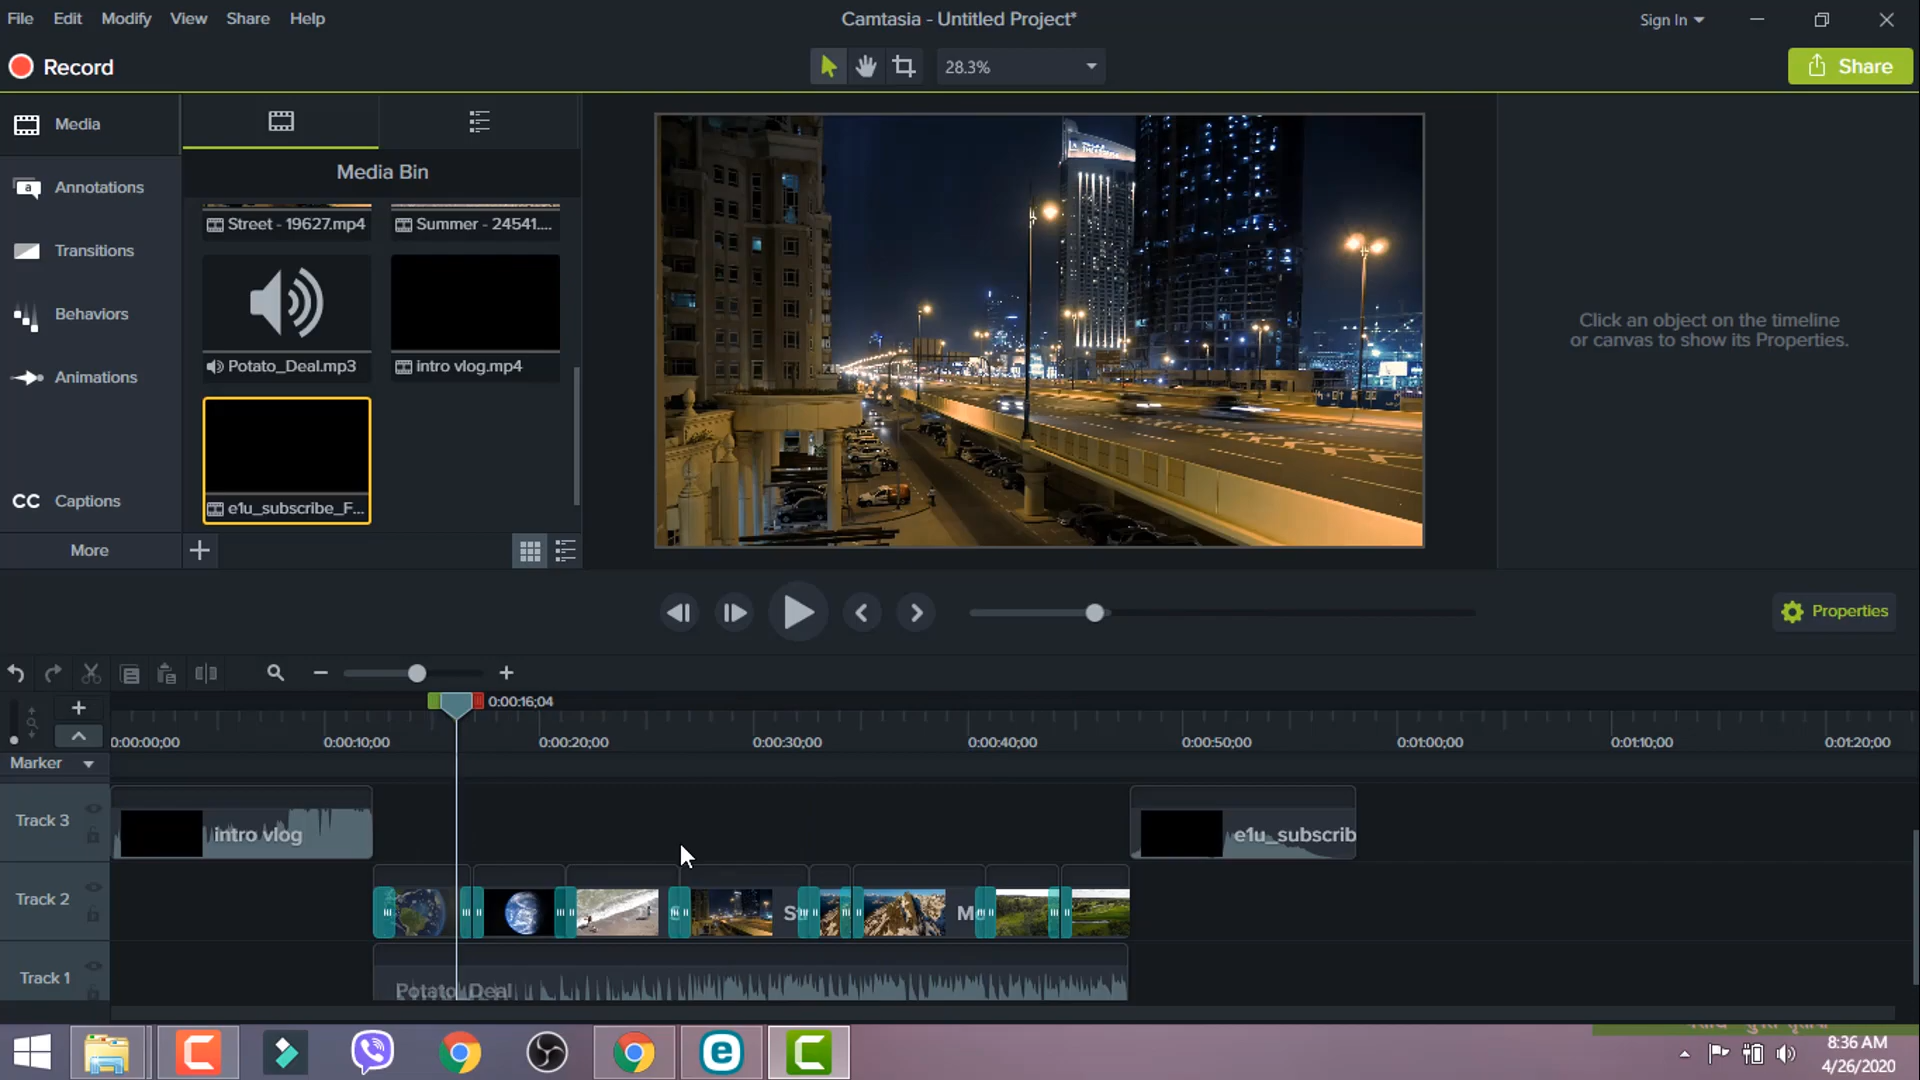 File Edit Modify View Share Help
Camtasia - Untitled Project*
Sign In
Record
28.3%
Share
Media
Annotations
Transitions
Behaviors
Animations
CC Captions
More
Media Bin
Street - 19627.mp4
Summer - 24541....
Potato_Deal.mp3
intro vlog.mp4
e1u_subscribe_F...
Click an object on the timeline
or canvas to show its Properties.
Properties
0:00:16;04
0:00:00;00 0:00:10;00 0:00:20;00 0:00:30;00 0:00:40;00 0:00:50;00 0:01:00;00 0:01:10;00 0:01:20;00
Marker
Track 3
intro vlog
e1u_subscrib
Track 2
Track 1
Potato_Deal
8:36 AM
4/26/2020